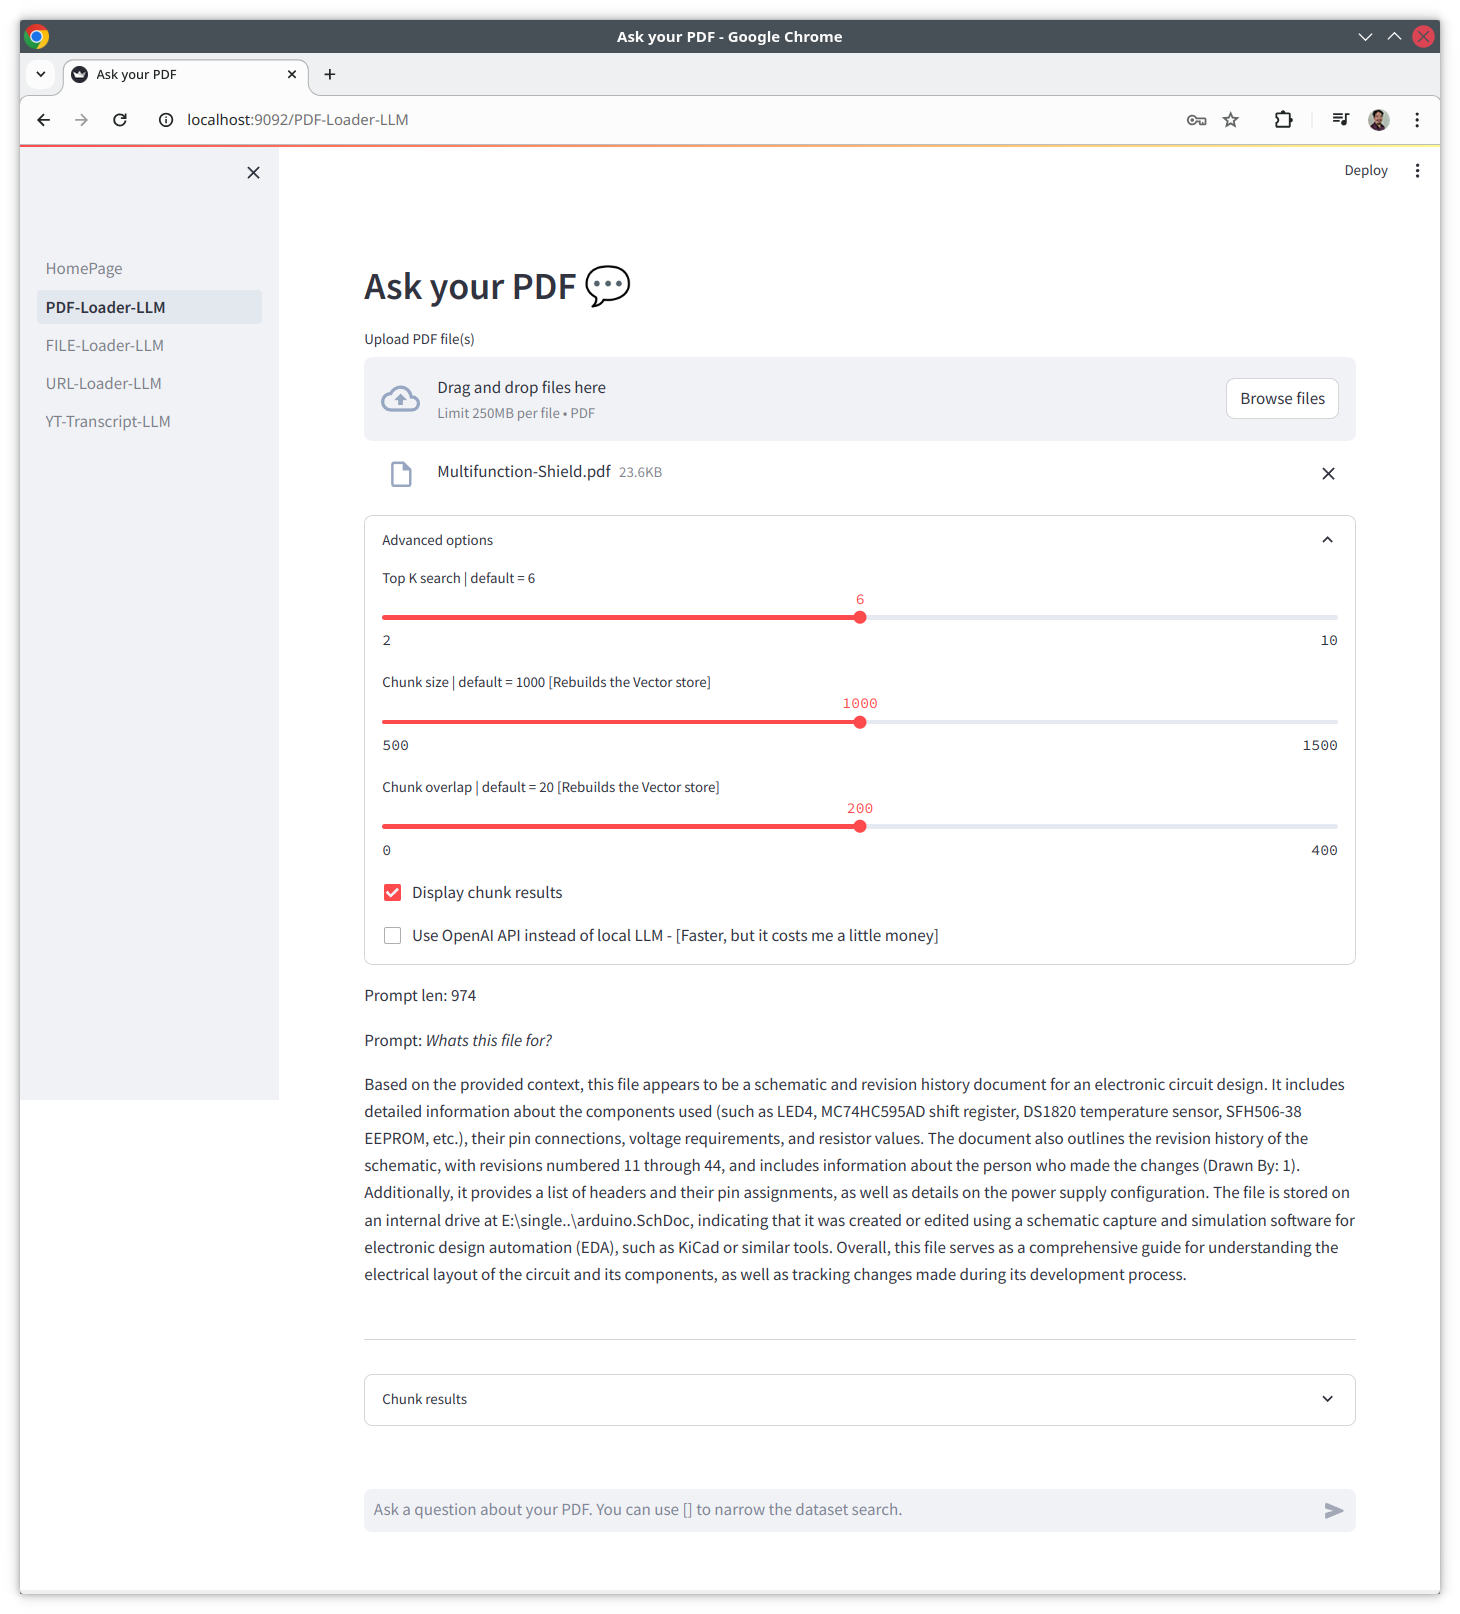 Ask your PDF - Google Chrome
Ask your PDF
localhost:9092/PDF-Loader-LLM
Deploy
HomePage
PDF-Loader-LLM
FILE-Loader-LLM
URL-Loader-LLM
YT-Transcript-LLM
Ask your PDF
Upload PDF file(s)
Drag and drop files here
Limit 250MB per file • PDF
Browse files
Multifunction-Shield.pdf 23.6KB
Advanced options
Top K search | default = 6
6
2 10
Chunk size | default = 1000 [Rebuilds the Vector store]
1000
500 1500
Chunk overlap | default = 20 [Rebuilds the Vector store]
200
0 400
Display chunk results
Use OpenAI API instead of local LLM - [Faster, but it costs me a little money]
Prompt len: 974
Prompt: Whats this file for?
Based on the provided context, this file appears to be a schematic and revision history document for an electronic circuit design. It includes
detailed information about the components used (such as LED4, MC74HC595AD shift register, DS1820 temperature sensor, SFH506-38
EEPROM, etc.), their pin connections, voltage requirements, and resistor values. The document also outlines the revision history of the
schematic, with revisions numbered 11 through 44, and includes information about the person who made the changes (Drawn By: 1).
Additionally, it provides a list of headers and their pin assignments, as well as details on the power supply configuration. The file is stored on
an internal drive at E:\single..\arduino.SchDoc, indicating that it was created or edited using a schematic capture and simulation software for
electronic design automation (EDA), such as KiCad or similar tools. Overall, this file serves as a comprehensive guide for understanding the
electrical layout of the circuit and its components, as well as tracking changes made during its development process.
Chunk results
Ask a question about your PDF. You can use [] to narrow the dataset search.